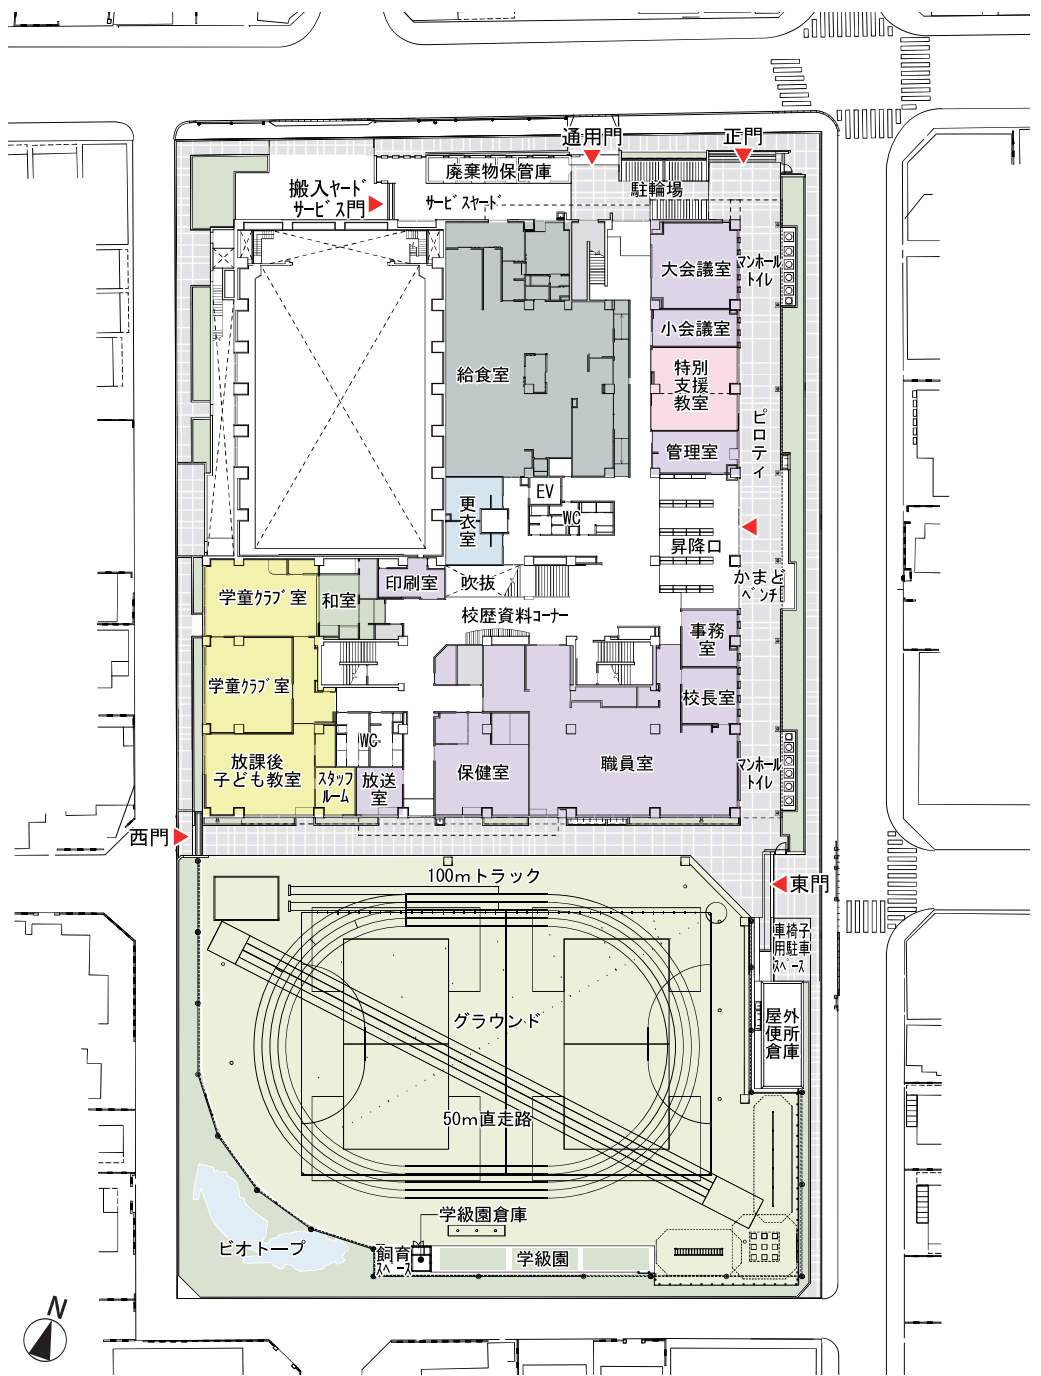 通用門
正門
廃棄物保管庫
駐輪場
搬入ヤード
サービス門
サービスヤード
大会議室
マンホール
トイレ
小会議室
給食室
特別
支援
教室
ピロティ
管理室
更衣室
EV
WC
昇降口
かまど
ベンチ
学童クラブ室
和室
印刷室
吹抜
校歴資料コーナー
事務
室
学童クラブ室
校長室
WC
放課後
子ども教室
スタッフ
ルーム
放送
室
保健室
職員室
マンホール
トイレ
西門
東門
100mトラック
車椅子
用駐車
スペース
グラウンド
屋外
便所
倉庫
50m直走路
学級園倉庫
ビオトープ
飼育
スペース
学級園
N